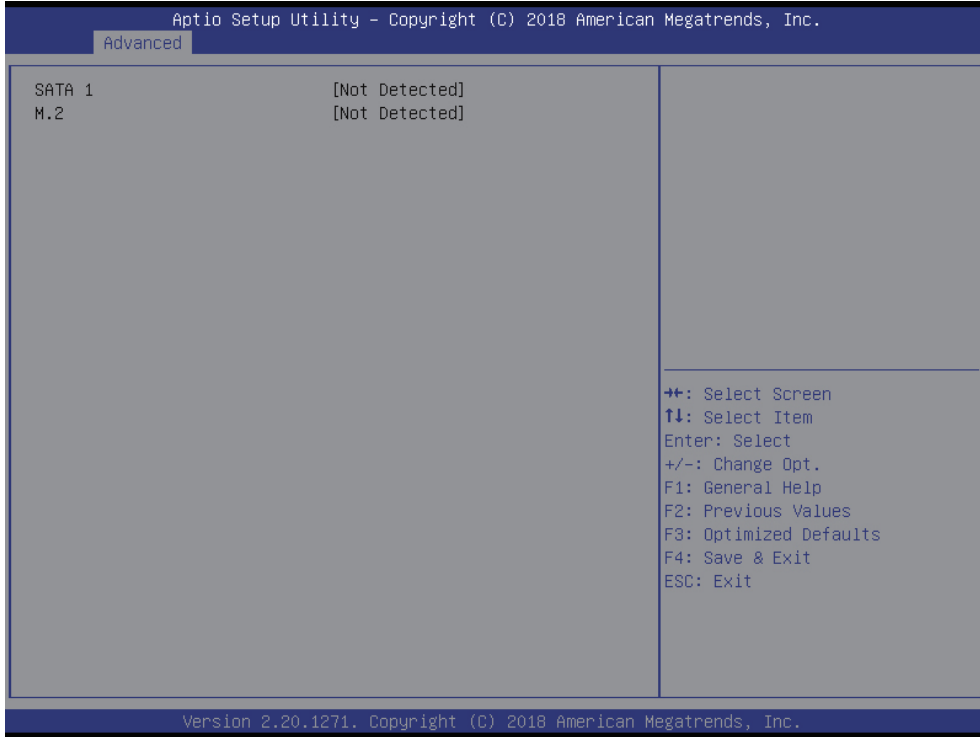 Aptio Setup Utility – Copyright (C) 2018 American Megatrends, Inc.
Advanced
SATA 1 [Not Detected]
M.2 [Not Detected]
→←: Select Screen
↑↓: Select Item
Enter: Select
+/-: Change Opt.
F1: General Help
F2: Previous Values
F3: Optimized Defaults
F4: Save & Exit
ESC: Exit
Version 2.20.1271. Copyright (C) 2018 American Megatrends, Inc.